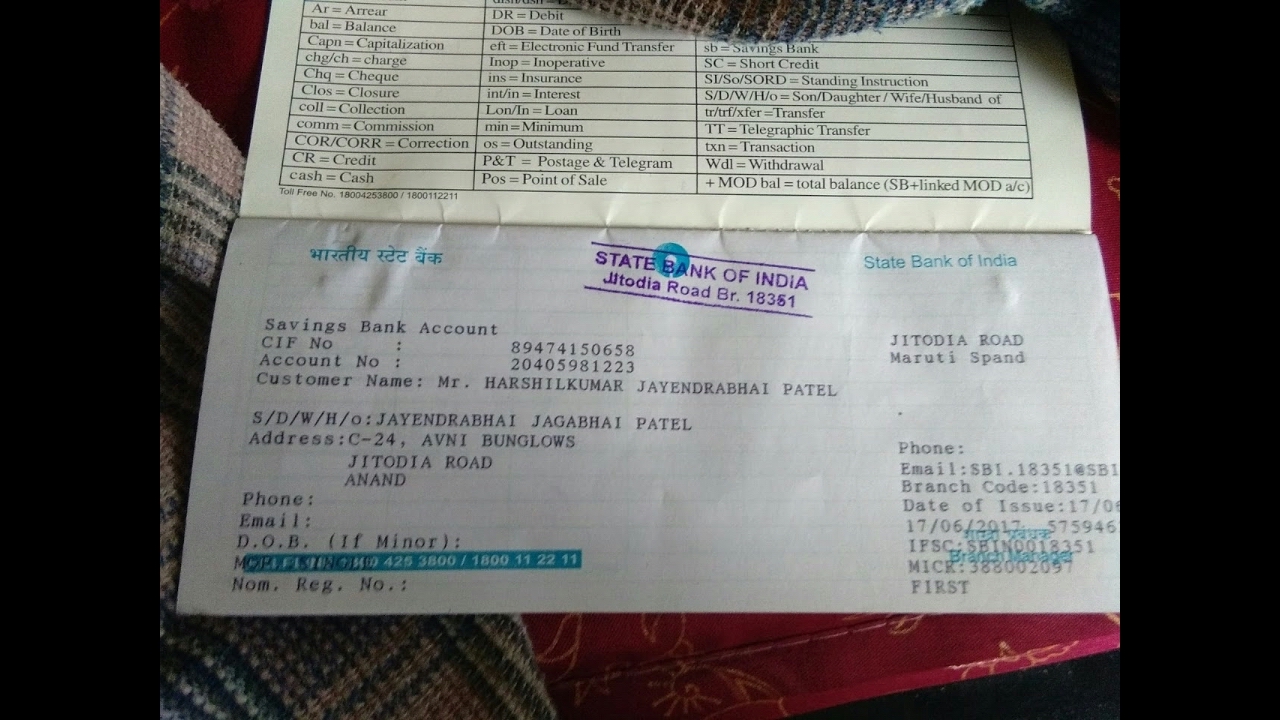 Ar = Arrear
DR = Debit
bal = Balance
DOB = Date of Birth
Capn = Capitalization
eft = Electronic Fund Transfer
sb = Savings Bank
chg/ch = charge
Inop = Inoperative
SC = Short Credit
Chq = Cheque
ins = Insurance
SI/So/SORD = Standing Instruction
Clos = Closure
int/in = Interest
S/D/W/H/o = Son/Daughter / Wife/Husband of
coll = Collection
Lon/In = Loan
tr/trf/xfer =Transfer
comm = Commission
min = Minimum
TT = Telegraphic Transfer
COR/CORR = Correction
os = Outstanding
txn = Transaction
CR = Credit
P&T = Postage & Telegram
Wdl = Withdrawal
cash = Cash
Pos = Point of Sale
+ MOD bal = total balance (SB+linked MOD a/c)
Toll Free No. 18004253800 / 1800112211
भारतीय स्टेट बैंक
STATE BANK OF INDIA
Jitodia Road Br. 18351
State Bank of India
Savings Bank Account
CIF No : 89474150658
Account No : 20405981223
Customer Name: Mr. HARSHILKUMAR JAYENDRABHAI PATEL
JITODIA ROAD
Maruti Spand
S/D/W/H/o:JAYENDRABHAI JAGABHAI PATEL
Address:C-24, AVNI BUNGLOWS
JITODIA ROAD
ANAND
Phone:
Email:
D.O.B. (If Minor):
425 3800 / 1800 11 22 11
Nom. Reg. No.:
Phone:
Email:SBI.18351@SBI
Branch Code:18351
Date of Issue:17/06
17/06/2017 575946
शाखा प्रबंधक
IFSC:SBIN0018351
Branch Manager
MICR:388002097
FIRST